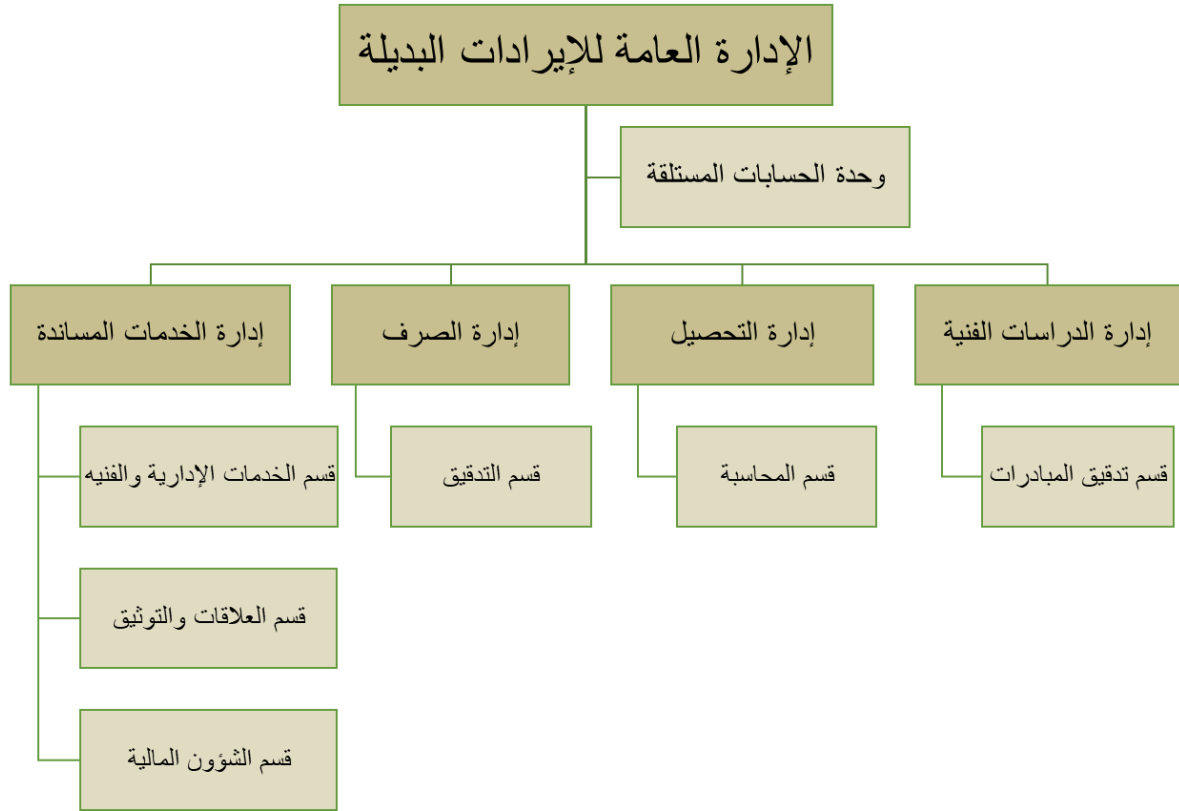 الإدارة العامة للإيرادات البديلة
وحدة الحسابات المستلقة
إدارة الدراسات الفنية
إدارة التحصيل
إدارة الصرف
إدارة الخدمات المساندة
قسم تدقيق المبادرات
قسم المحاسبة
قسم التدقيق
قسم الخدمات الإدارية والفنيه
قسم العلاقات والتوثيق
قسم الشؤون المالية